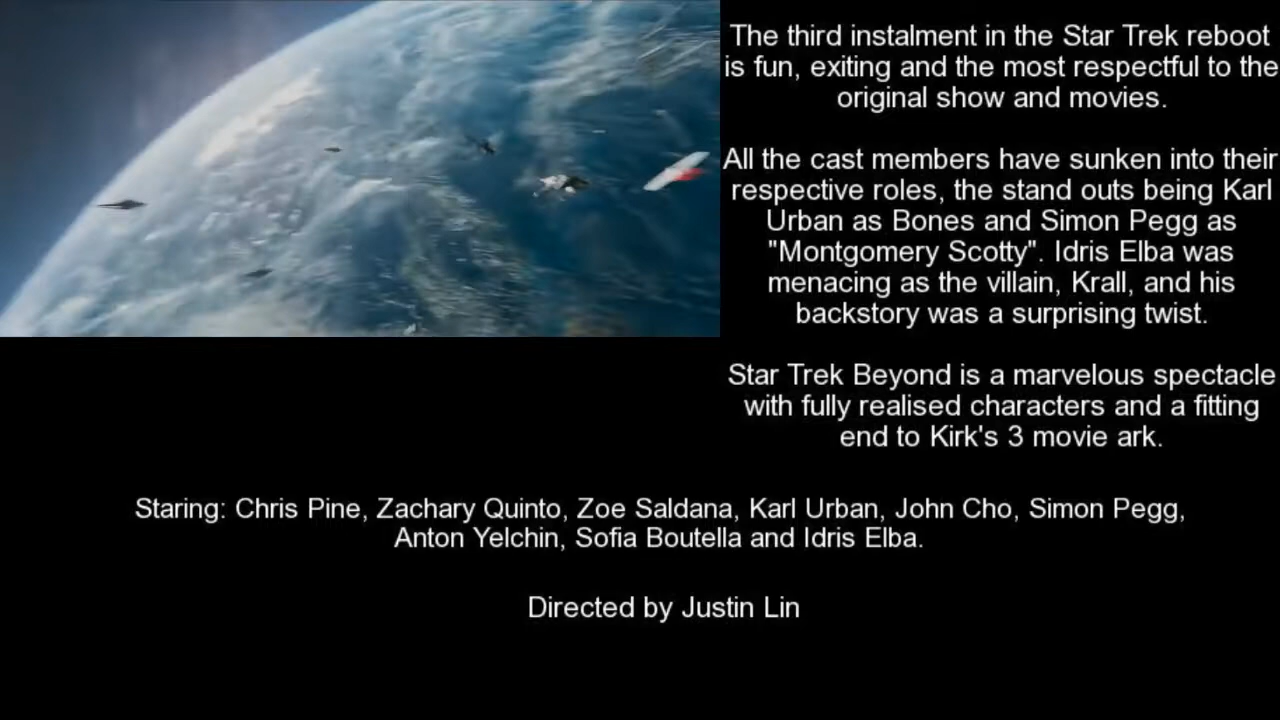 The third instalment in the Star Trek reboot
is fun, exiting and the most respectful to the
original show and movies.
All the cast members have sunken into their
respective roles, the stand outs being Karl
Urban as Bones and Simon Pegg as
"Montgomery Scotty". Idris Elba was
menacing as the villain, Krall, and his
backstory was a surprising twist.
Star Trek Beyond is a marvelous spectacle
with fully realised characters and a fitting
end to Kirk's 3 movie ark.
Staring: Chris Pine, Zachary Quinto, Zoe Saldana, Karl Urban, John Cho, Simon Pegg,
Anton Yelchin, Sofia Boutella and Idris Elba.
Directed by Justin Lin